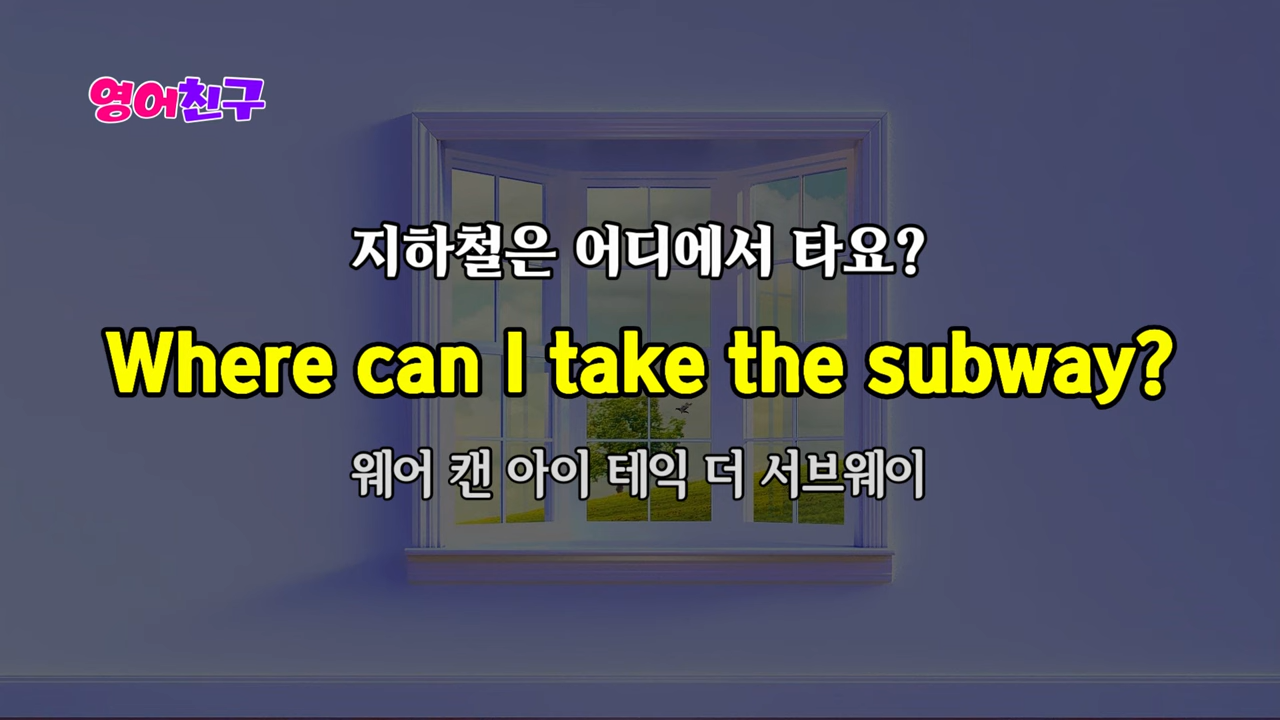 영어친구
지하철은 어디에서 타요?
Where can I take the subway?
웨어 캔 아이 테익 더 서브웨이